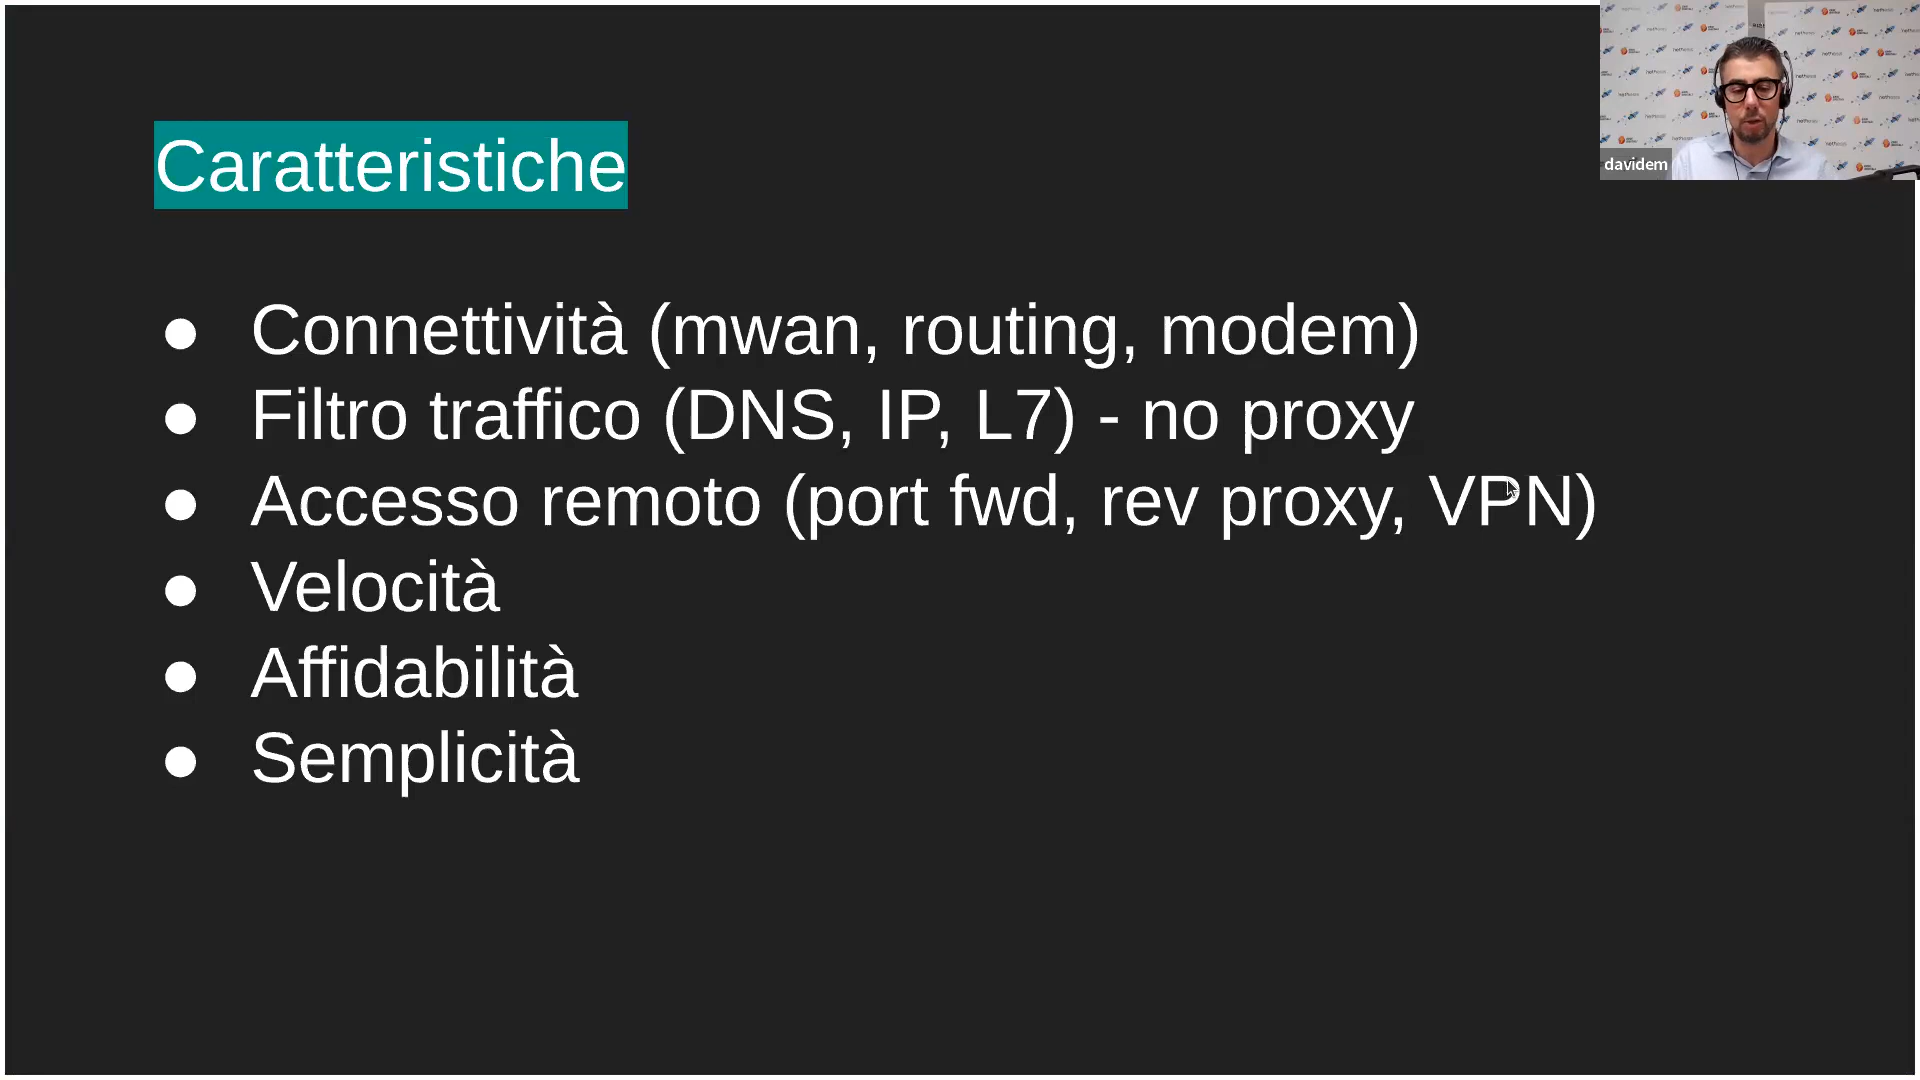 davidem
Caratteristiche
● Connettività (mwan, routing, modem)
● Filtro traffico (DNS, IP, L7) - no proxy
● Accesso remoto (port fwd, rev proxy, VPN)
● Velocità
● Affidabilità
● Semplicità